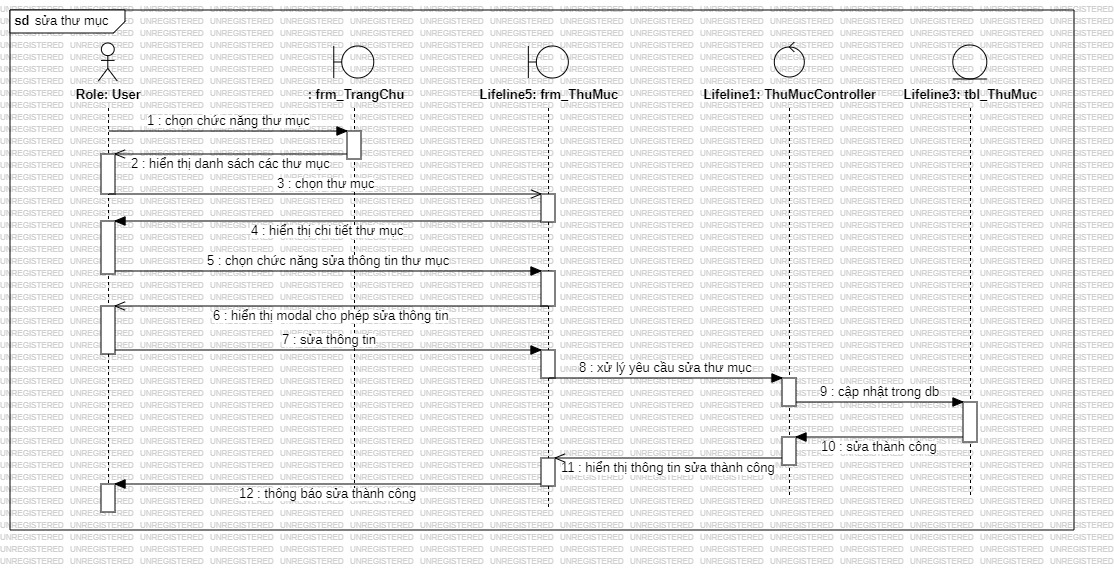 sd sửa thư mục
Role: User
: frm_TrangChu
Lifeline5: frm_ThuMuc
Lifeline1: ThuMucController
Lifeline3: tbl_ThuMuc
1 : chọn chức năng thư mục
2 : hiển thị danh sách các thư mục
3 : chọn thư mục
4 : hiển thị chi tiết thư mục
5 : chọn chức năng sửa thông tin thư mục
6 : hiển thị modal cho phép sửa thông tin
7 : sửa thông tin
8 : xử lý yêu cầu sửa thư mục
9 : cập nhật trong db
10 : sửa thành công
11 : hiển thị thông tin sửa thành công
12 : thông báo sửa thành công
UNREGISTERED